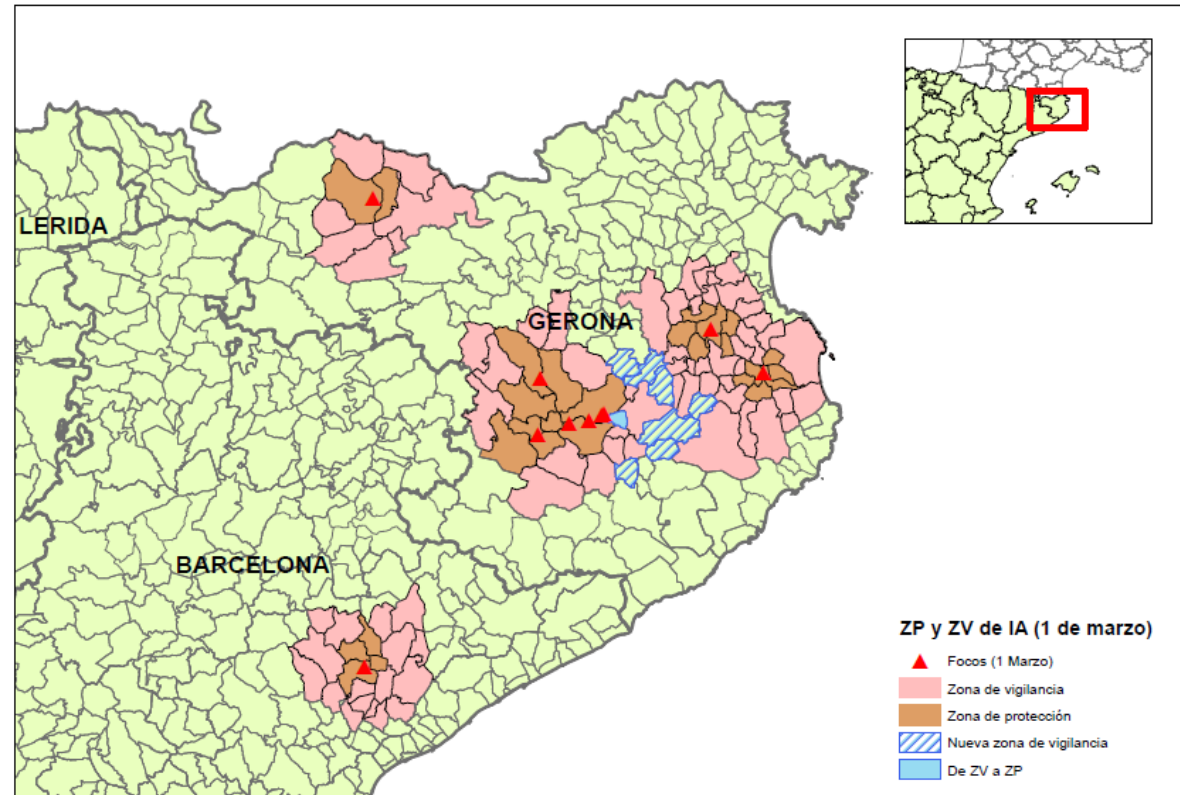 LERIDA
GERONA
BARCELONA
ZP y ZV de IA (1 de marzo)
Focos (1 Marzo)
Zona de vigilancia
Zona de protección
Nueva zona de vigilancia
De ZV a ZP